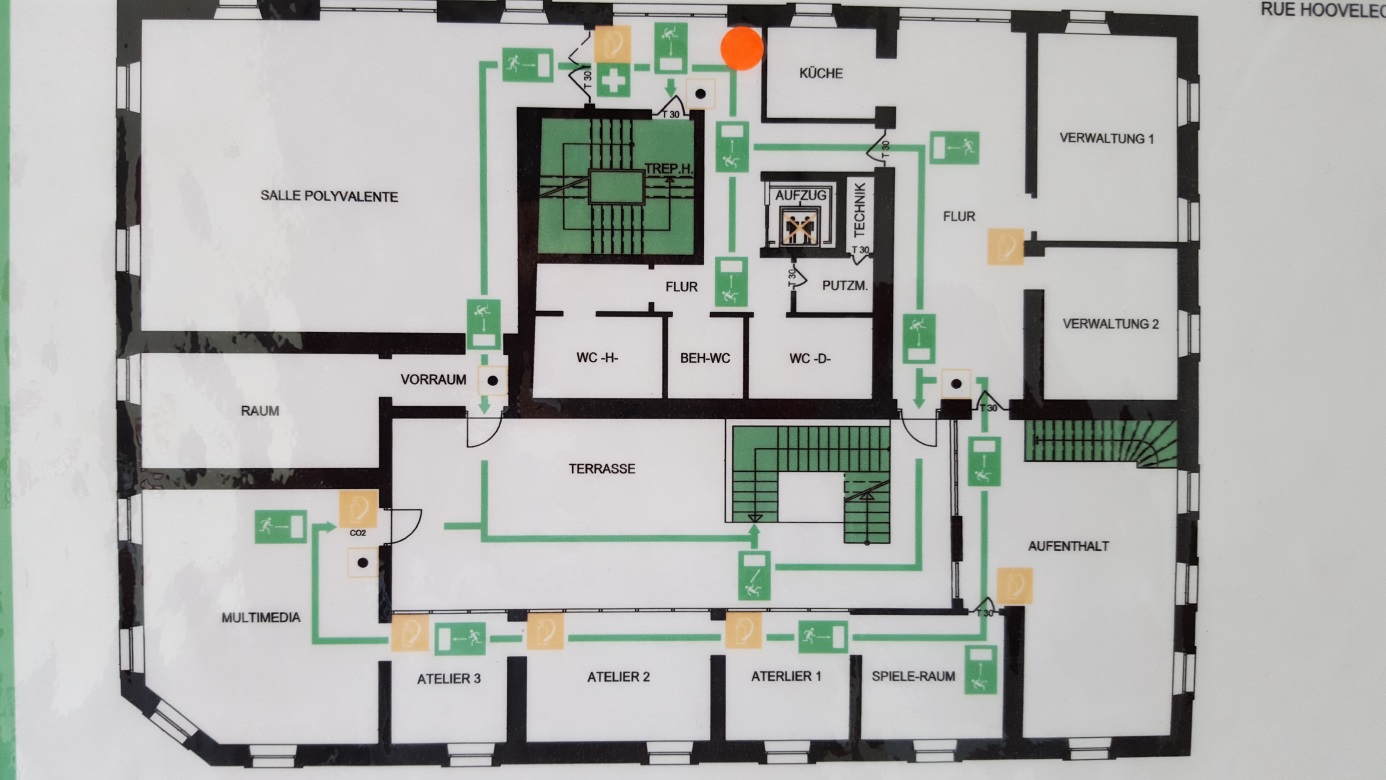 RUE HOOVELEC
KÜCHE
T 30
T 30
VERWALTUNG 1
T 30
TREP.H.
SALLE POLYVALENTE
AUFZUG
TECHNIK
FLUR
T 30
FLUR
T 30
PUTZM.
VERWALTUNG 2
WC -H-
BEH-WC
WC -D-
VORRAUM
RAUM
T 30
TERRASSE
CO2
AUFENTHALT
MULTIMEDIA
T 30
ATELIER 3
ATELIER 2
ATERLIER 1
SPIELE-RAUM